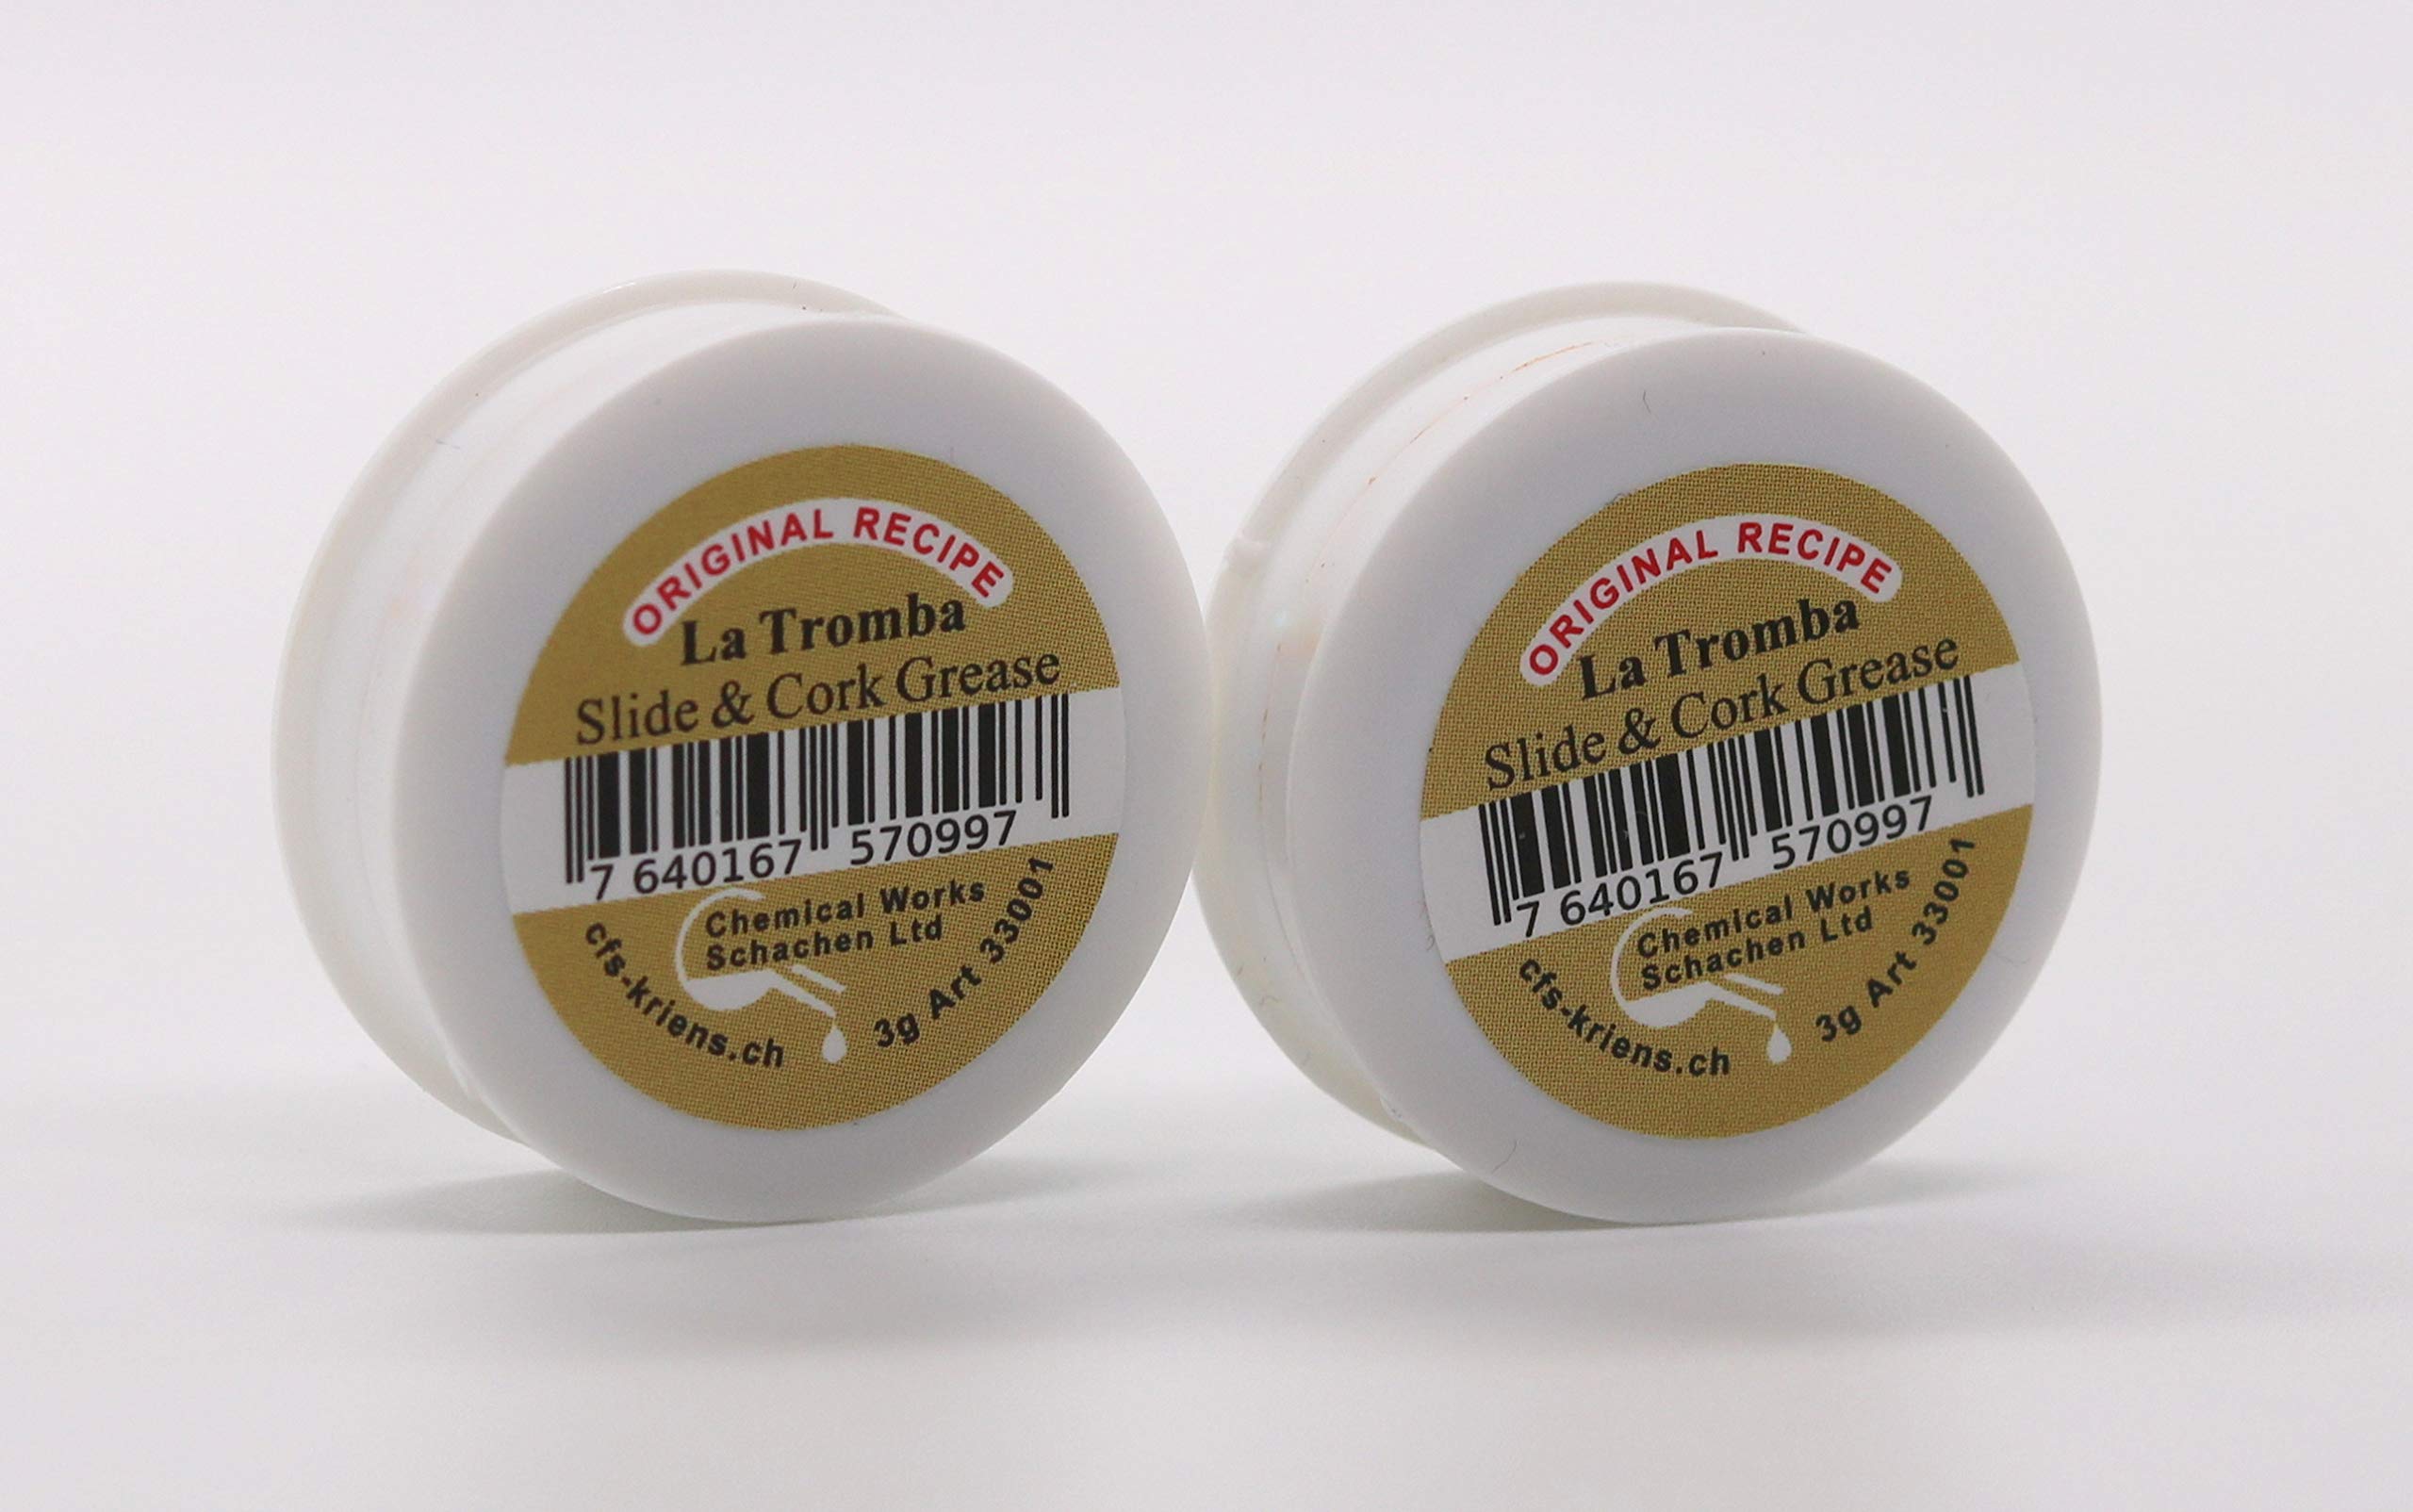 ORIGINAL RECIPE
La Tromba
Slide & Cork Grease
7 640167 570997
Chemical Works
Schachen Ltd
cfs-kriens.ch
3g Art 33001
ORIGINAL RECIPE
La Tromba
Slide & Cork Grease
7 640167 570997
Chemical Works
Schachen Ltd
cfs-kriens.ch
3g Art 33001